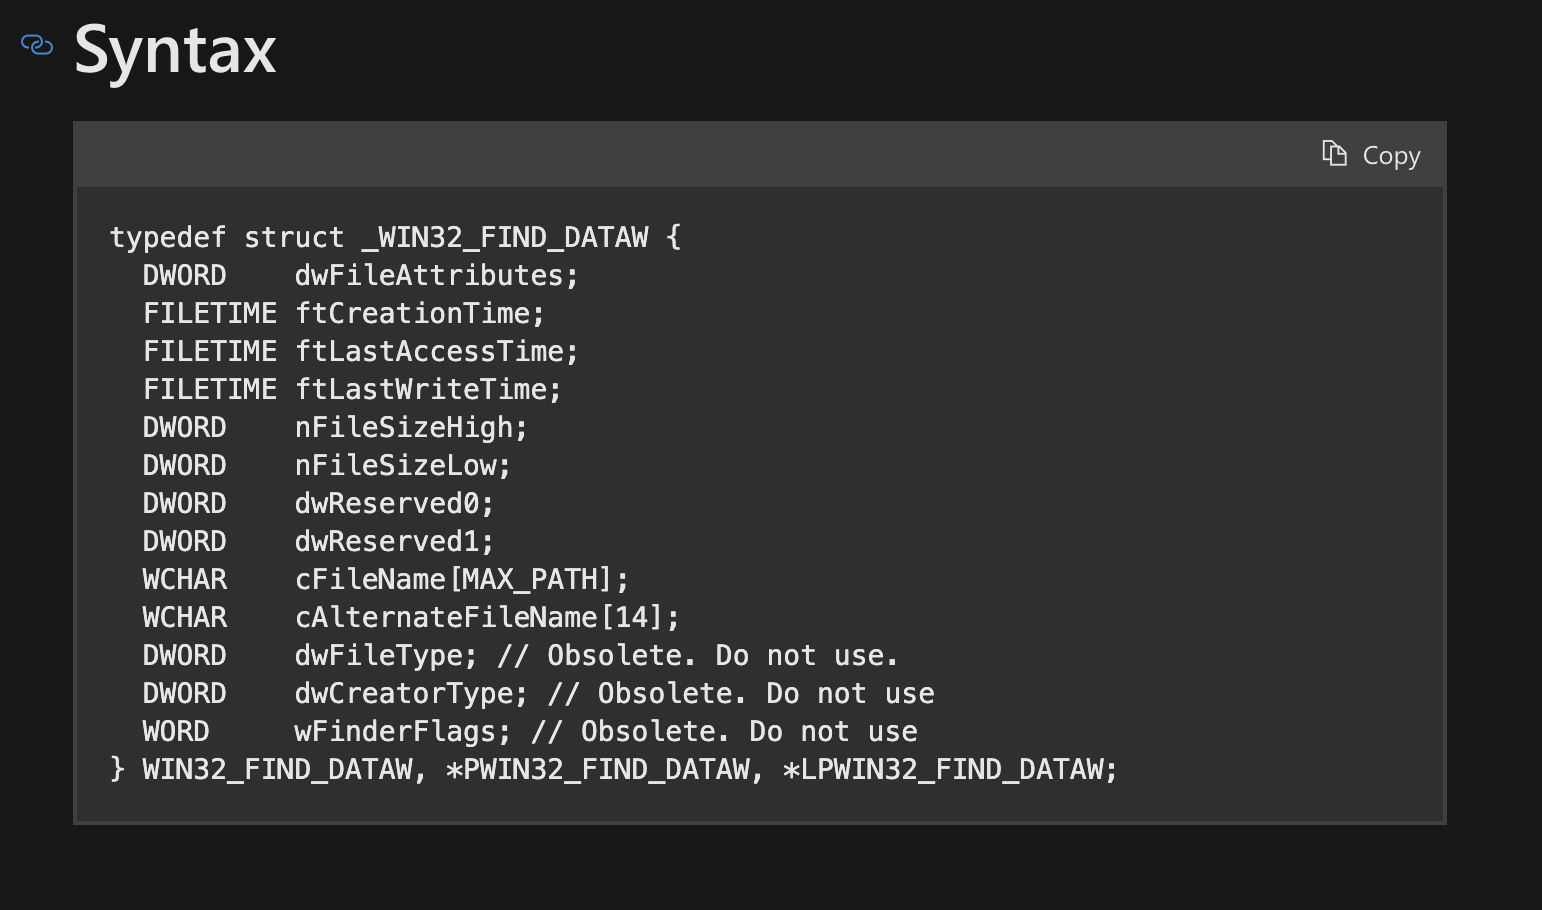 Syntax
Copy
typedef struct _WIN32_FIND_DATAW {
  DWORD    dwFileAttributes;
  FILETIME ftCreationTime;
  FILETIME ftLastAccessTime;
  FILETIME ftLastWriteTime;
  DWORD    nFileSizeHigh;
  DWORD    nFileSizeLow;
  DWORD    dwReserved0;
  DWORD    dwReserved1;
  WCHAR    cFileName[MAX_PATH];
  WCHAR    cAlternateFileName[14];
  DWORD    dwFileType; // Obsolete. Do not use.
  DWORD    dwCreatorType; // Obsolete. Do not use
  WORD     wFinderFlags; // Obsolete. Do not use
} WIN32_FIND_DATAW, *PWIN32_FIND_DATAW, *LPWIN32_FIND_DATAW;